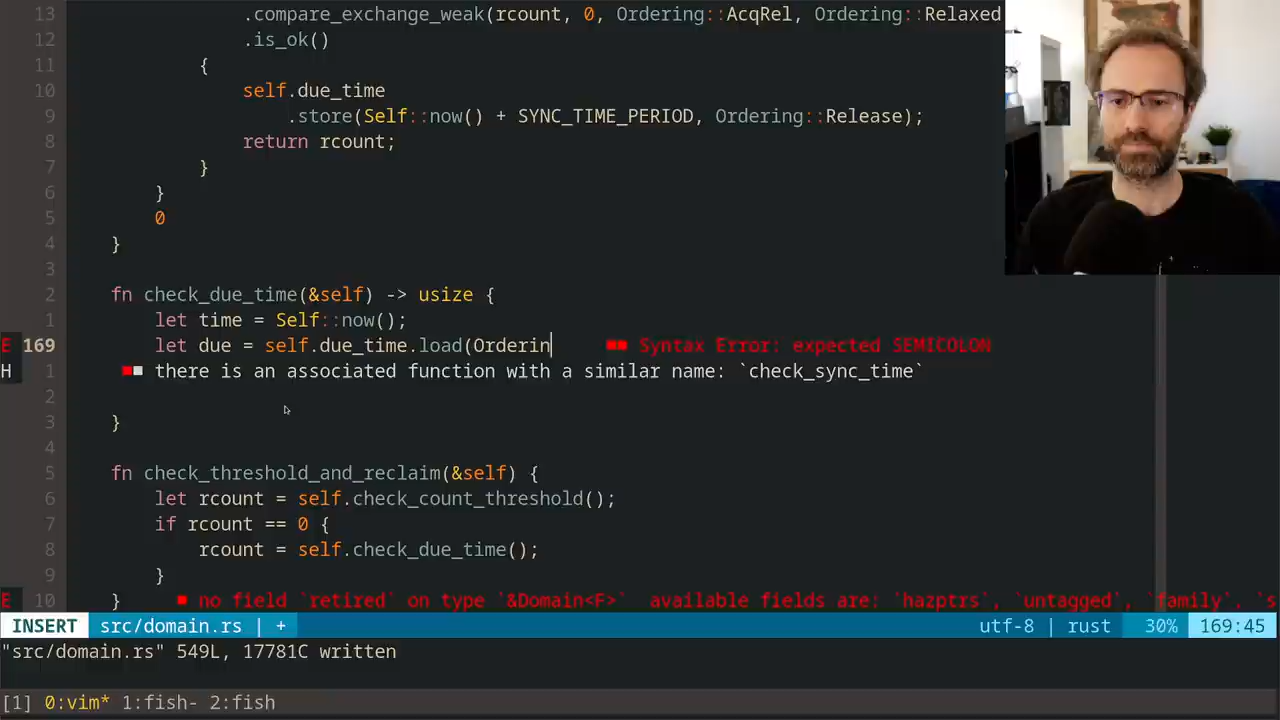 13 .compare_exchange_weak(rcount, 0, Ordering::AcqRel, Ordering::Relaxed
12 .is_ok()
11 {
10 self.due_time
9 .store(Self::now() + SYNC_TIME_PERIOD, Ordering::Release);
8 return rcount;
7 }
6 }
5 0
4 }
3
2 fn check_due_time(&self) -> usize {
1 let time = Self::now();
E 169 let due = self.due_time.load(Orderin ■■ Syntax Error: expected SEMICOLON
H 1 ■■ there is an associated function with a similar name: `check_sync_time`
2
3 }
4
5 fn check_threshold_and_reclaim(&self) {
6 let rcount = self.check_count_threshold();
7 if rcount == 0 {
8 rcount = self.check_due_time();
9 }
E 10 } ■ no field `retired` on type `&Domain<F>` available fields are: `hazptrs`, `untagged`, `family`, `s
INSERT src/domain.rs | + utf-8 | rust 30% 169:45
"src/domain.rs" 549L, 17781C written
[1] 0:vim* 1:fish- 2:fish